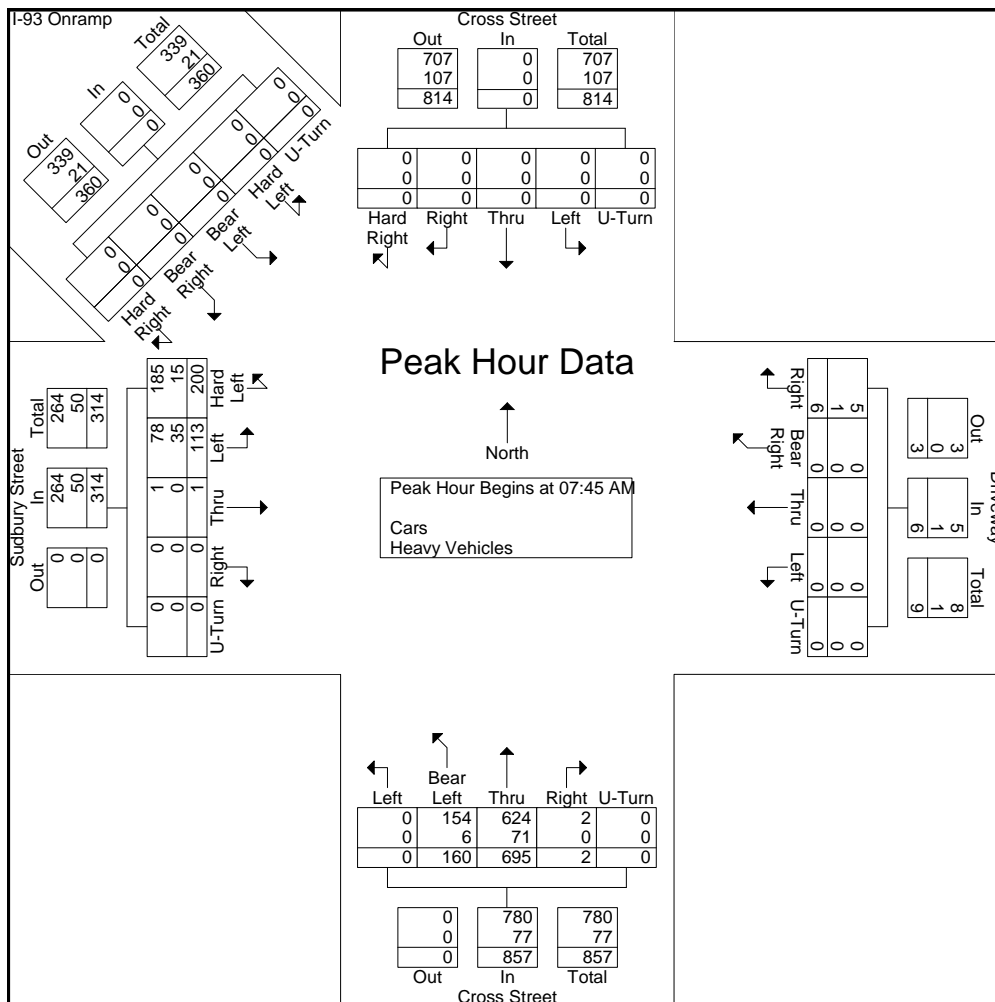 I-93 Onramp
Total
339
21
360
In
0
0
0
Out
339
21
360
0 0 0 0 0
0 0 0 0 0
0 0 0 0 0
Hard Right
Bear Right
Bear Left
Hard Left
U-Turn
Cross Street
Out In Total
707 0 707
107 0 107
814 0 814
0 0 0 0 0
0 0 0 0 0
0 0 0 0 0
Hard Right Right Thru Left U-Turn
Peak Hour Data
North
Peak Hour Begins at 07:45 AM
Cars
Heavy Vehicles
Sudbury Street
Total
264
50
314
In
264
50
314
Out
0
0
0
185 15 200 Hard Left
78 35 113 Left
1 0 1 Thru
0 0 0 Right
0 0 0 U-Turn
Right 6 1 5
Bear Right 0 0 0
Thru 0 0 0
Left 0 0 0
U-Turn 0 0 0
Out
3
0
3
In
5
1
6
Total
8
1
9
Driveway
Left Bear Left Thru Right U-Turn
0 154 624 2 0
0 6 71 0 0
0 160 695 2 0
0 780 780
0 77 77
0 857 857
Out In Total
Cross Street